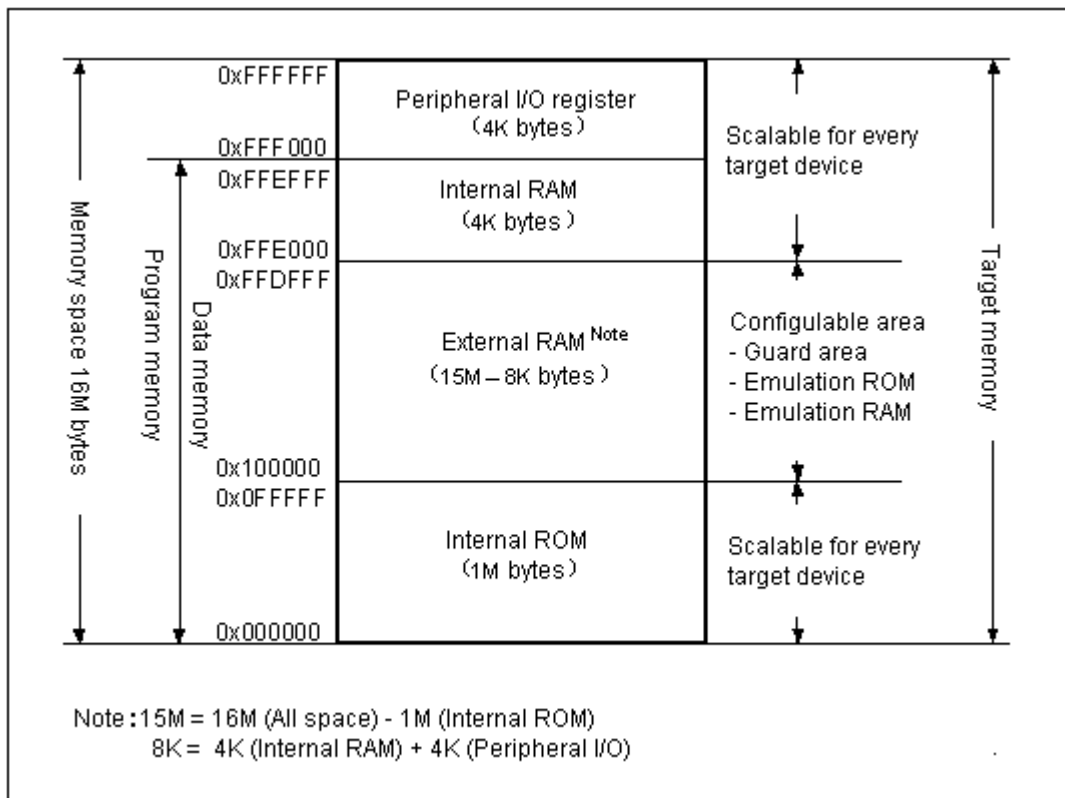 0xFFFFFF
Peripheral I/O register
(4K bytes)
0xFFF000
0xFFEFFF
Internal RAM
(4K bytes)
0xFFE000
0xFFDFFF
External RAM Note
(15M – 8K bytes)
0x100000
0x0FFFFF
Internal ROM
(1M bytes)
0x000000
Memory space 16M bytes
Program memory
Data memory
Scalable for every
target device
Configulable area
- Guard area
- Emulation ROM
- Emulation RAM
Scalable for every
target device
Target memory
Note : 15M = 16M (All space) - 1M (Internal ROM)
8K = 4K (Internal RAM) + 4K (Peripheral I/O)